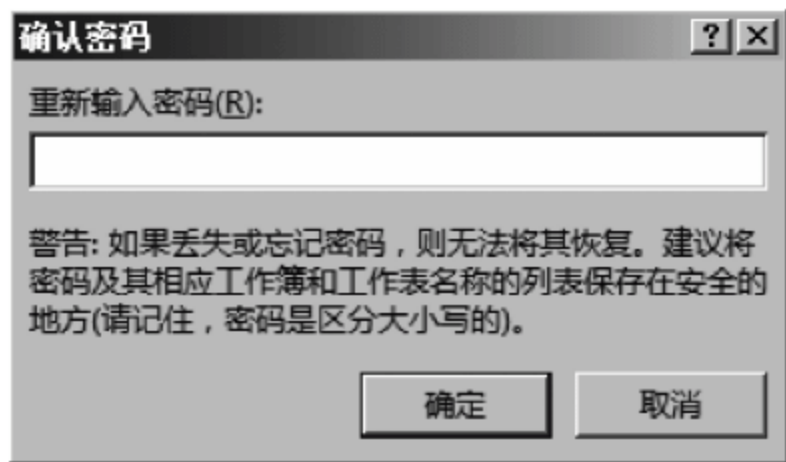 确认密码
重新输入密码(R):
警告: 如果丢失或忘记密码，则无法将其恢复。建议将
密码及其相应工作簿和工作表名称的列表保存在安全的
地方(请记住，密码是区分大小写的)。
确定 取消